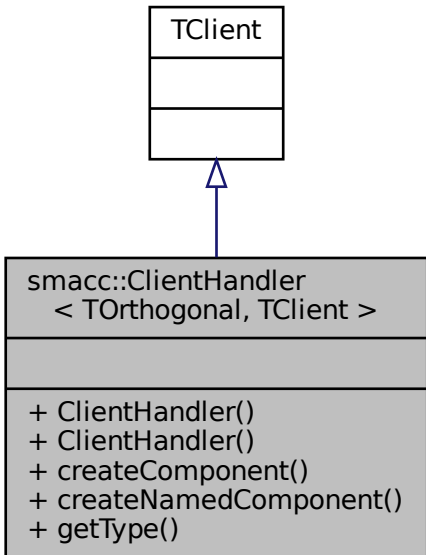 TClient
smacc::ClientHandler
< TOrthogonal, TClient >
+ ClientHandler()
+ ClientHandler()
+ createComponent()
+ createNamedComponent()
+ getType()